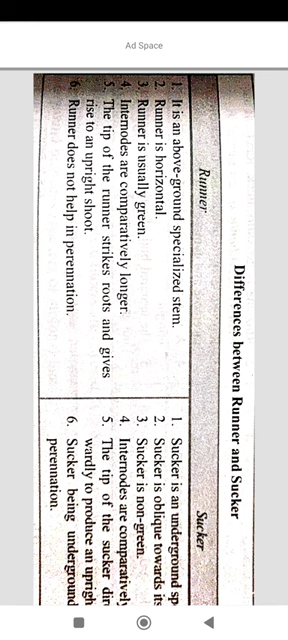 Ad Space
Differences between Runner and Sucker
Runner
1. It is an above-ground specialized stem.
2. Runner is horizontal.
3. Runner is usually green.
4. Internodes are comparatively longer.
5. The tip of the runner strikes roots and gives
rise to an upright shoot.
6. Runner does not help in perennation.
Sucker
1. Sucker is an underground sp
2. Sucker is oblique towards its
3. Sucker is non-green.
4. Internodes are comparatively
5. The tip of the sucker dir
wardly to produce an uprigh
6. Sucker being underground
perennation.